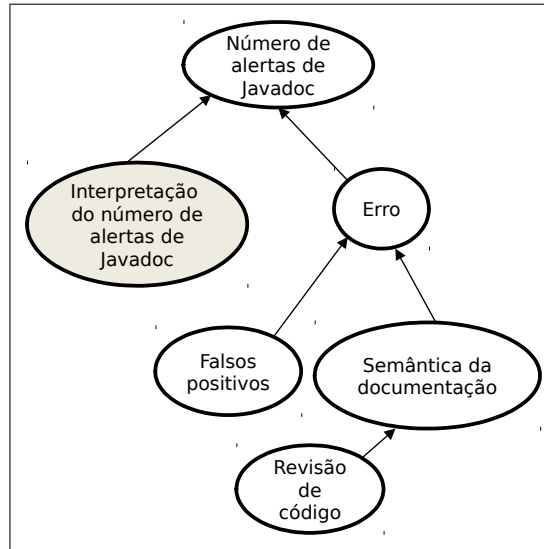 Número de
alertas de
Javadoc
Interpretação
do número de
alertas de
Javadoc
Erro
Falsos
positivos
Semântica da
documentação
Revisão
de
código